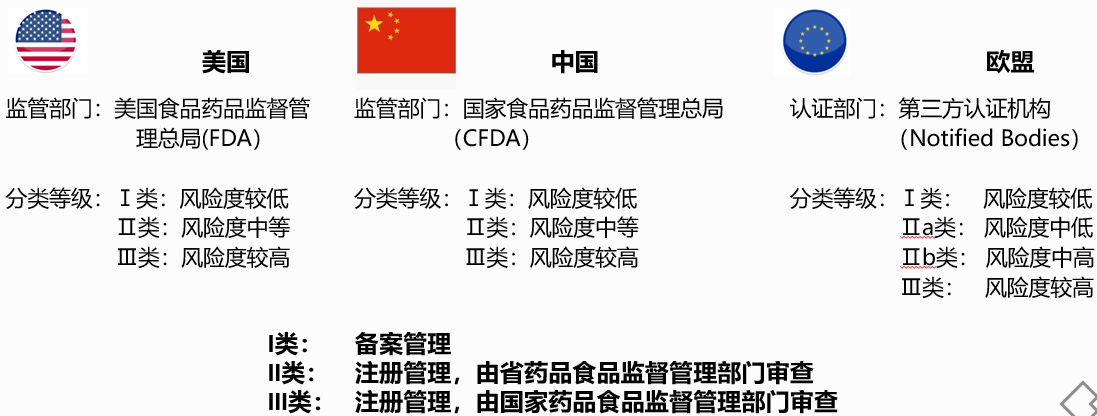 美国
监管部门：美国食品药品监督管
理总局(FDA）
分类等级：Ⅰ类：风险度较低
Ⅱ类：风险度中等
Ⅲ类：风险度较高
中国
监管部门：国家食品药品监督管理总局
（CFDA）
分类等级：Ⅰ类：风险度较低
Ⅱ类：风险度中等
Ⅲ类：风险度较高
欧盟
认证部门：第三方认证机构
（Notified Bodies）
分类等级：Ⅰ类： 风险度较低
Ⅱa类：风险度中低
Ⅱb类： 风险度中高
Ⅲ类： 风险度较高
I类： 备案管理
II类： 注册管理，由省药品食品监督管理部门审查
III类： 注册管理，由国家药品食品监督管理部门审查